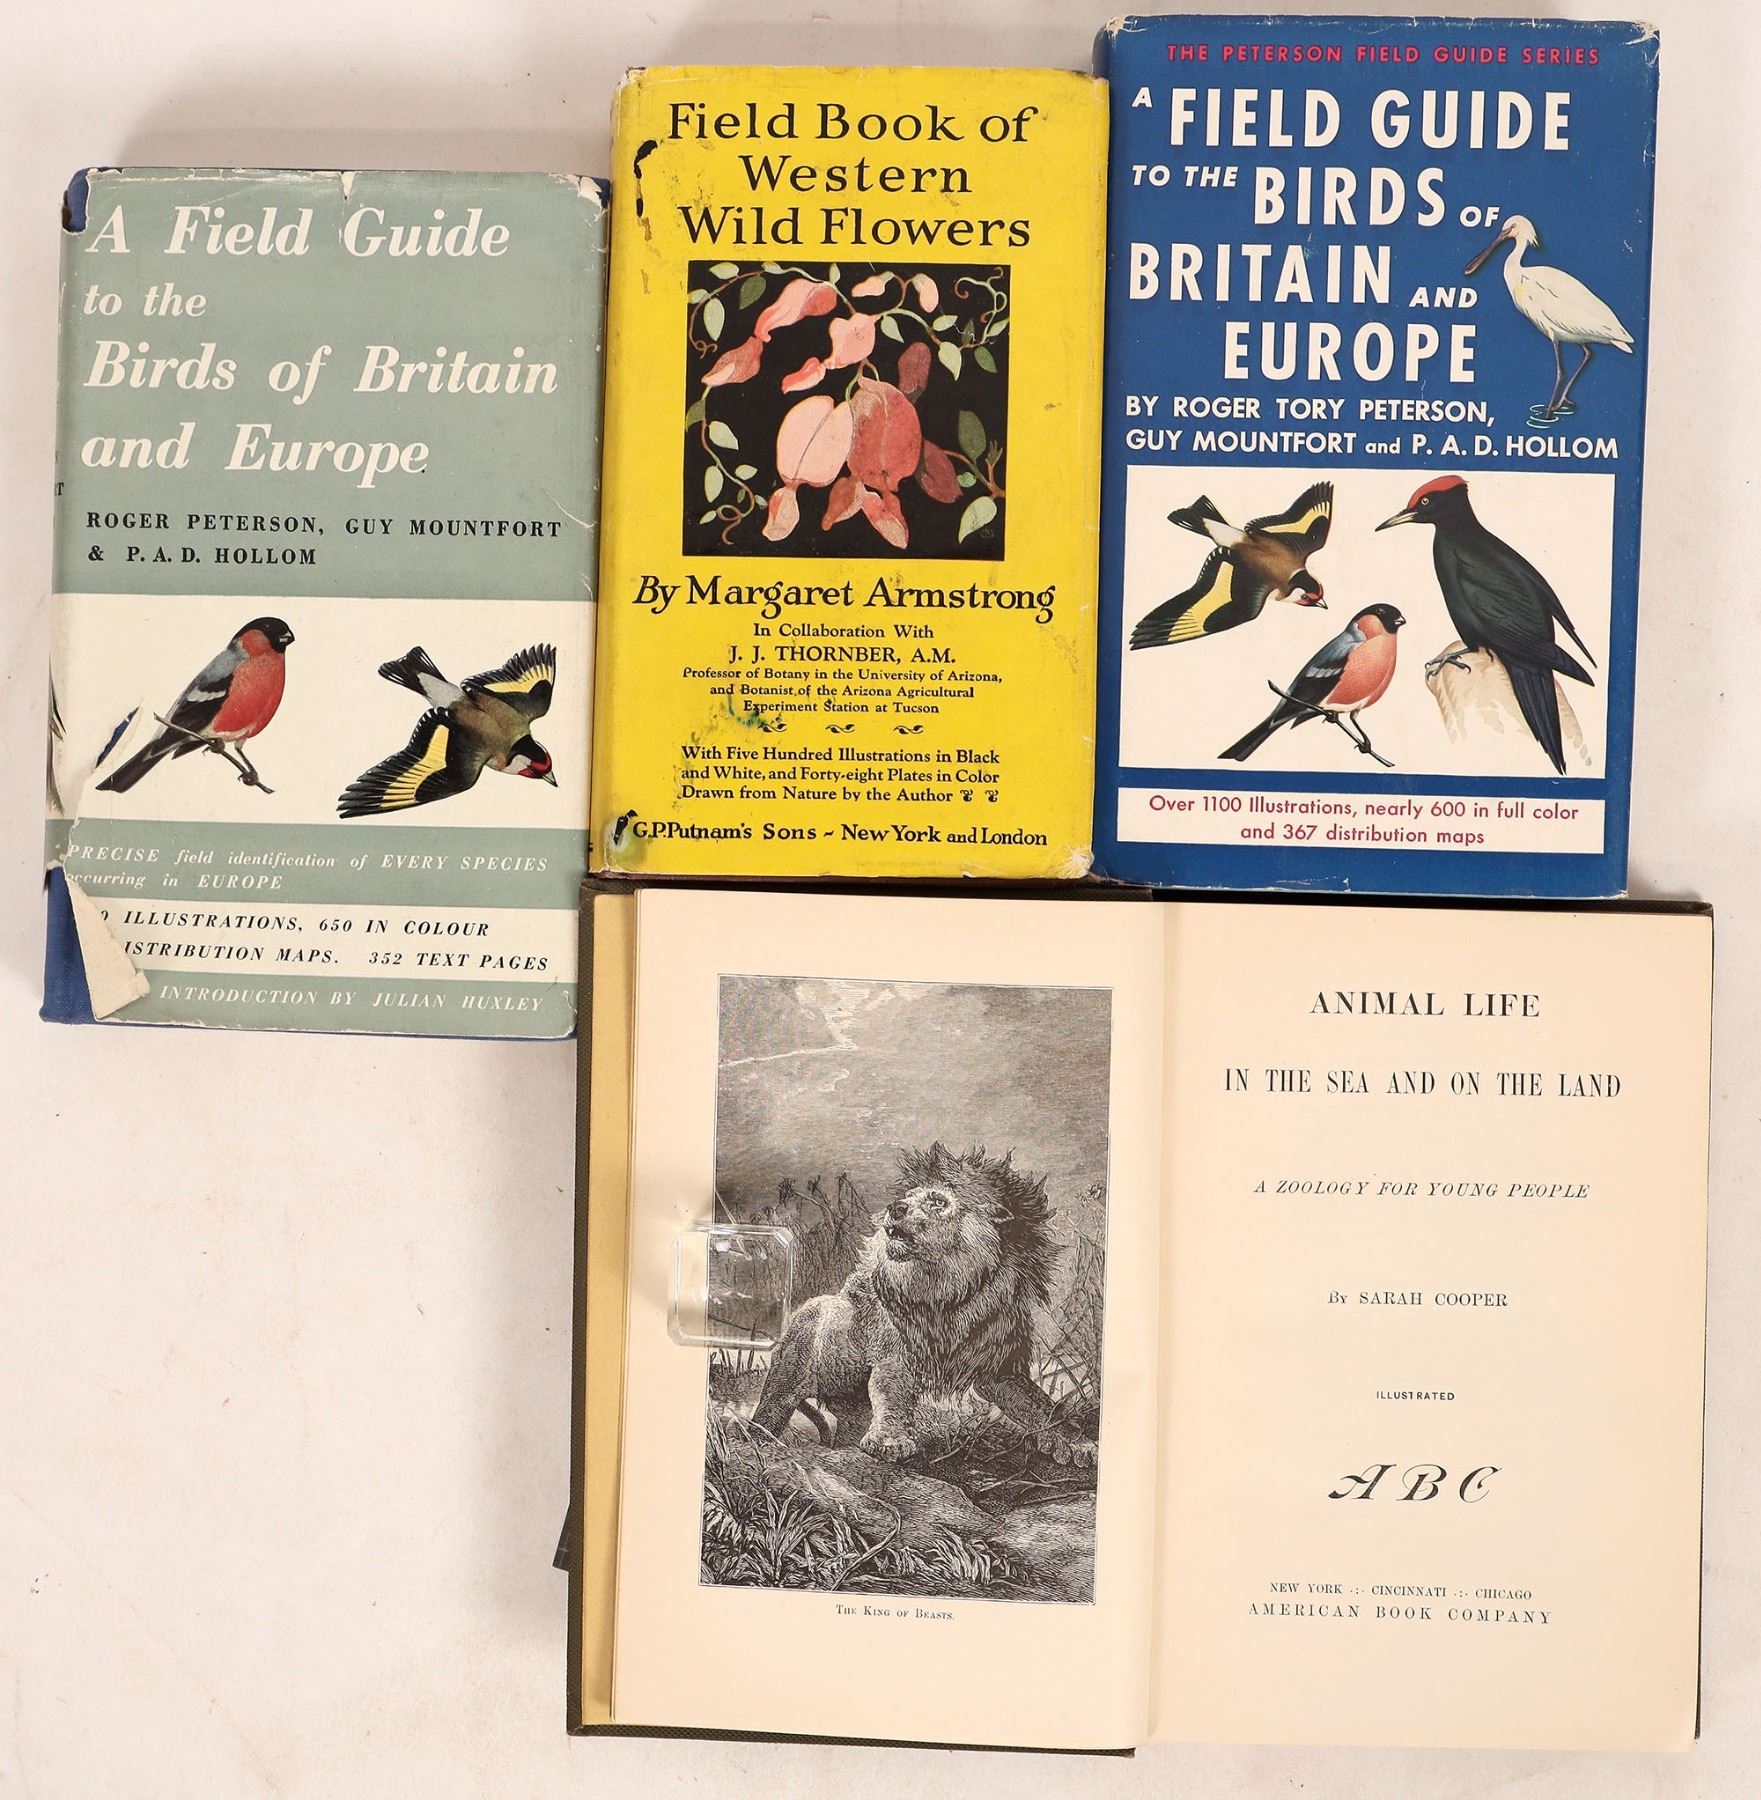 A Field Guide
to the
Birds of Britain
and Europe
ROGER PETERSON, GUY MOUNTFORT
& P. A. D. HOLLOM
PRECISE field identification of EVERY SPECIES
occurring in EUROPE
ILLUSTRATIONS, 650 IN COLOUR
MAPS. 352 TEXT PAGES
INTRODUCTION BY JULIAN HUXLEY
Field Book of
Western
Wild Flowers
By Margaret Armstrong
In Collaboration With
J. J. THORNBER, A.M.
Professor of Botany in the University of Arizona,
and Botanist of the Arizona Agricultural
Experiment Station at Tucson
With Five Hundred Illustrations in Black
and White, and Forty-eight Plates in Color
Drawn from Nature by the Author
G.P.Putnam's Sons ~ New York and London
THE PETERSON FIELD GUIDE SERIES
A FIELD GUIDE
TO THE BIRDS OF
BRITAIN AND
EUROPE
BY ROGER TORY PETERSON,
GUY MOUNTFORT and P. A. D. HOLLOM
Over 1100 Illustrations, nearly 600 in full color
and 367 distribution maps
THE KING OF BEASTS.
ANIMAL LIFE
IN THE SEA AND ON THE LAND
A ZOOLOGY FOR YOUNG PEOPLE
BY SARAH COOPER
ILLUSTRATED
ABC
NEW YORK ·:· CINCINNATI ·:· CHICAGO
AMERICAN BOOK COMPANY